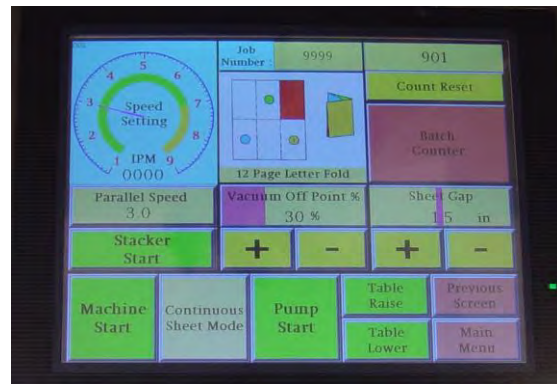 5
4
6
3
7
2
8
1
9
Speed
Setting
IPM
0000
Job
Number :
9999
901
Count Reset
Batch
Counter
12 Page Letter Fold
Parallel Speed
3.0
Vacuum Off Point %
30 %
Sheet Gap
1.5 in
Stacker
Start
+
-
+
-
Machine
Start
Continuous
Sheet Mode
Pump
Start
Table
Raise
Previous
Screen
Table
Lower
Main
Menu